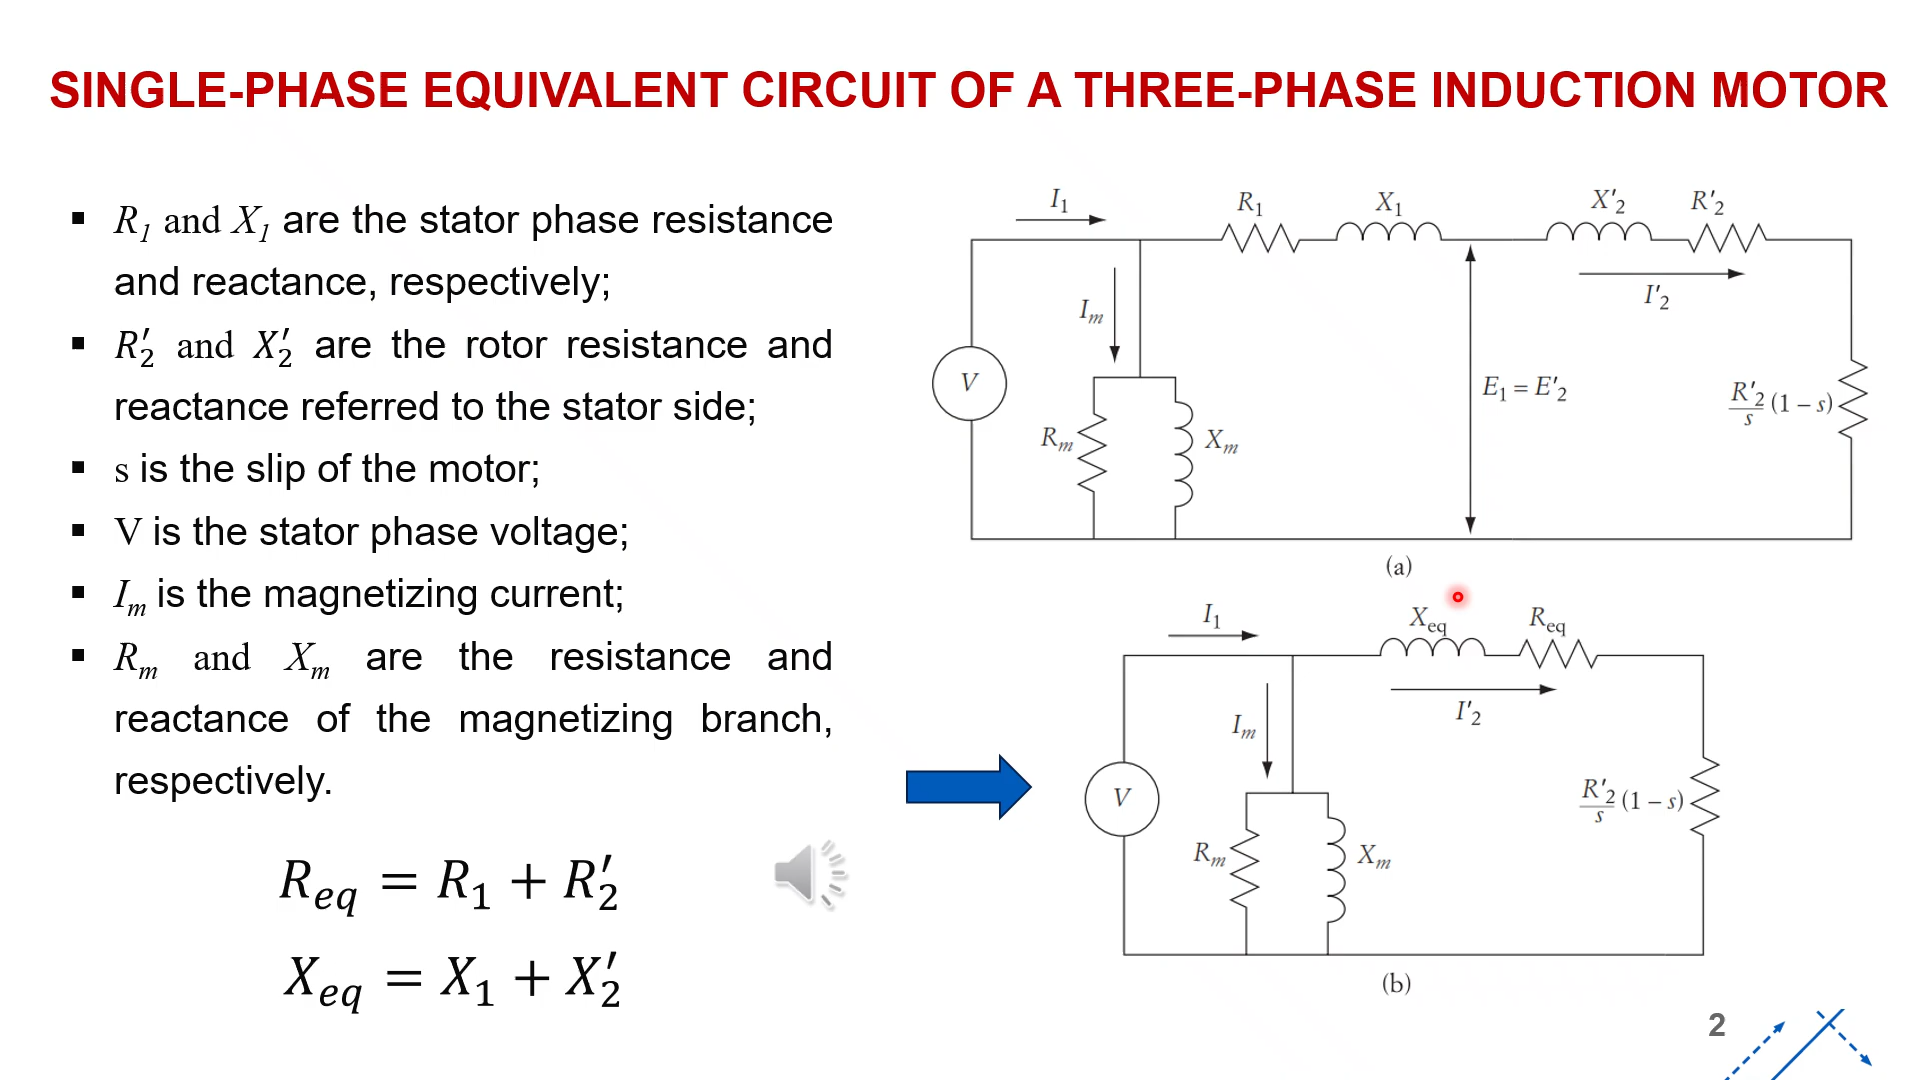 SINGLE-PHASE EQUIVALENT CIRCUIT OF A THREE-PHASE INDUCTION MOTOR
▪ R₁ and X₁ are the stator phase resistance
and reactance, respectively;
▪ R′₂ and X′₂ are the rotor resistance and
reactance referred to the stator side;
▪ s is the slip of the motor;
▪ V is the stator phase voltage;
▪ Iₘ is the magnetizing current;
▪ Rₘ and Xₘ are the resistance and
reactance of the magnetizing branch,
respectively.
R_eq = R₁ + R′₂
X_eq = X₁ + X′₂
I₁ R₁ X₁ X′₂ R′₂
Iₘ I′₂
V E₁ = E′₂ R′₂/s (1 – s)
Rₘ Xₘ
(a)
I₁ X_eq R_eq
Iₘ I′₂
V R′₂/s (1 – s)
Rₘ Xₘ
(b)
2